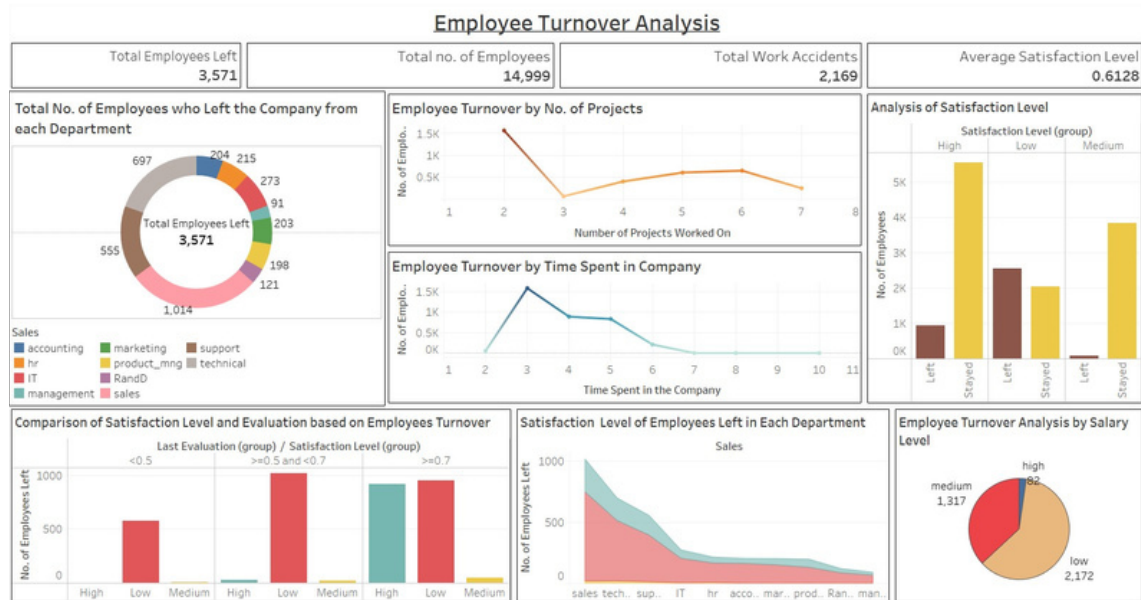 Employee Turnover Analysis
Total Employees Left
3,571
Total no. of Employees
14,999
Total Work Accidents
2,169
Average Satisfaction Level
0.6128
Total No. of Employees who Left the Company from
each Department
697
204
215
273
91
203
198
121
1,014
555
Total Employees Left
3,571
Sales
accounting
marketing
support
hr
product_mng
technical
IT
RandD
management
sales
Employee Turnover by No. of Projects
No. of Emplo..
1.5K
1K
0.5K
1 2 3 4 5 6 7 8
Number of Projects Worked On
Employee Turnover by Time Spent in Company
No. of Emplo..
1.5K
1K
0.5K
0K
1 2 3 4 5 6 7 8 9 10 11
Time Spent in the Company
Analysis of Satisfaction Level
Satisfaction Level (group)
High Low Medium
No. of Employees
5K
4K
3K
2K
1K
0K
Left Stayed Left Stayed Left Stayed
Comparison of Satisfaction Level and Evaluation based on Employees Turnover
Last Evaluation (group) / Satisfaction Level (group)
<0.5 >=0.5 and <0.7 >=0.7
No. of Employees Left
1000
500
0
High Low Medium High Low Medium High Low Medium
Satisfaction Level of Employees Left in Each Department
Sales
No. of Employees Left
1000
500
0
sales tech.. sup.. IT hr acco.. mar.. prod.. Ran.. man..
Employee Turnover Analysis by Salary
Level
high
82
medium
1,317
low
2,172